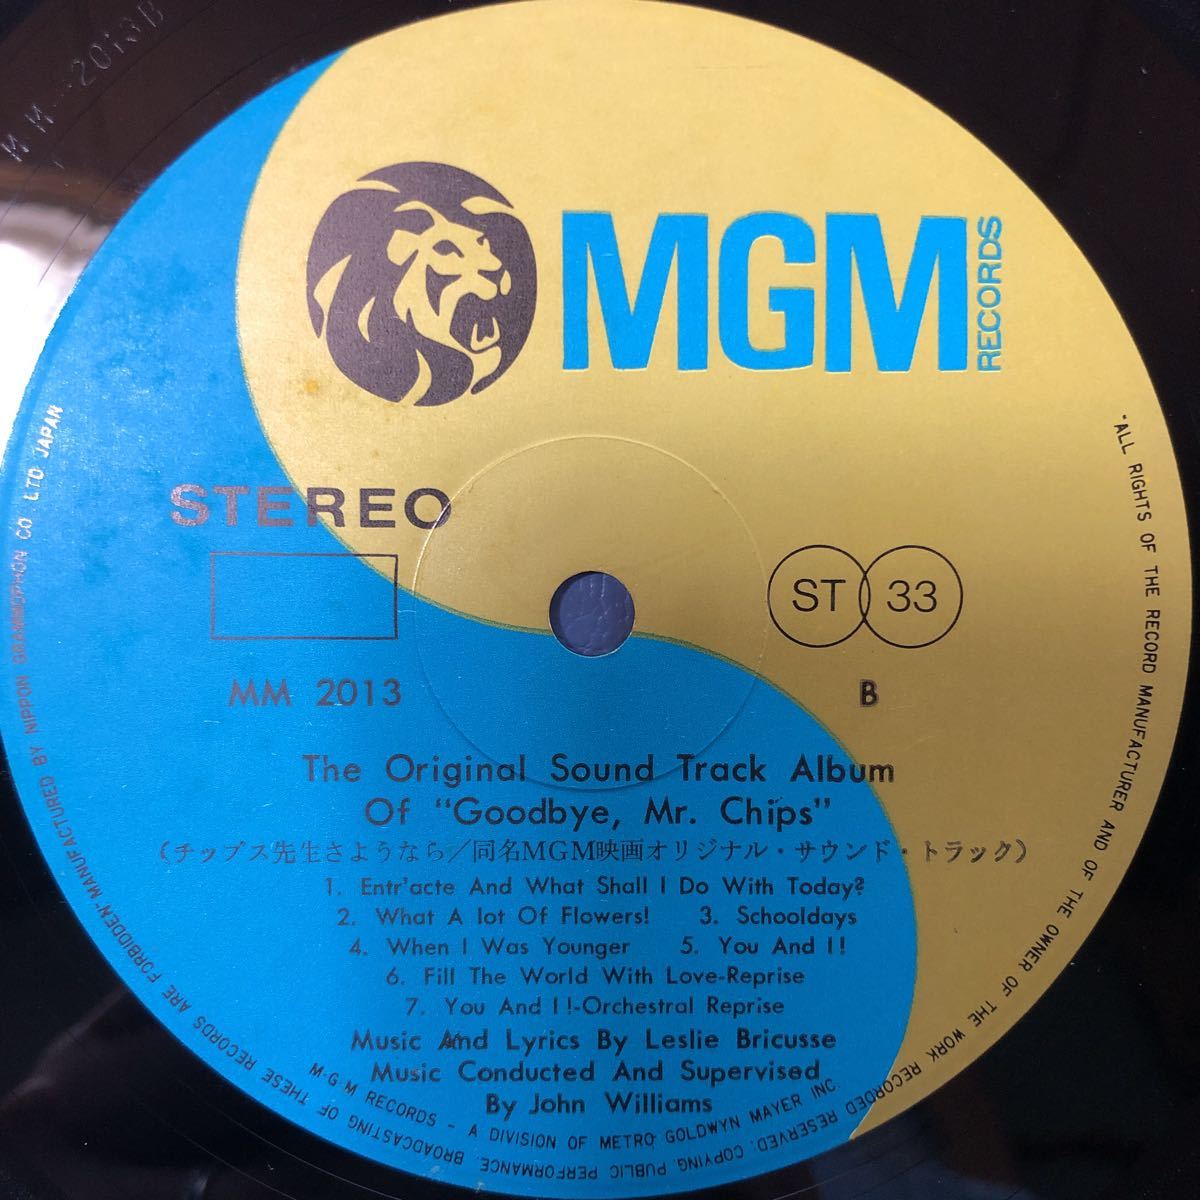 MM-2013B
MGM
RECORDS
STEREO
ST 33
MM 2013
B
The Original Sound Track Album
Of "Goodbye, Mr. Chips"
(チップス先生さようなら/同名MGM映画オリジナル・サウンド・トラック)
1. Entr'acte And What Shall I Do With Today?
2. What A lot Of Flowers! 3. Schooldays
4. When I Was Younger 5. You And I!
6. Fill The World With Love-Reprise
7. You And I!-Orchestral Reprise
Music And Lyrics By Leslie Bricusse
Music Conducted And Supervised
By John Williams
M-G-M RECORDS - A DIVISION OF METRO GOLDWYN MAYER INC.
"ALL RIGHTS OF THE RECORD MANUFACTURER AND OF THE OWNER OF THE WORK RECORDED RESERVED. COPYING PUBLIC PERFORMANCE. BROADCASTING OF THESE RECORDS ARE FORBIDDEN" MANUFACTURED BY NIPPON GRAMMOPHON CO. LTD JAPAN